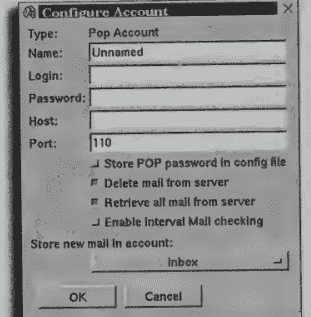 Configure Account
Type: Pop Account
Name: Unnamed
Login:
Password:
Host:
Port: 110
Store POP password in config file
Delete mail from server
Retrieve all mail from server
Enable Interval Mail checking
Store new mail in account:
Inbox
OK Cancel